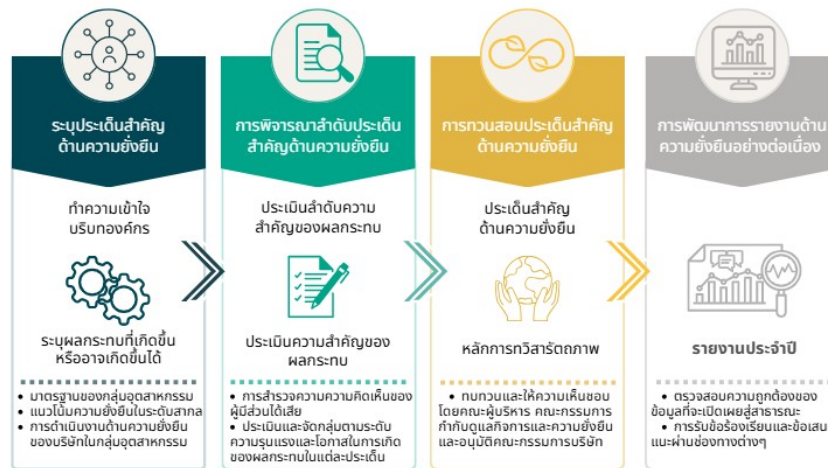 ระบุประเด็นสำคัญ
ด้านความยั่งยืน
ทำความเข้าใจ
บริบทองค์กร
ระบุผลกระทบที่เกิดขึ้น
หรืออาจเกิดขึ้นได้
• มาตรฐานของกลุ่มอุตสาหกรรม
• แนวโน้มความยั่งยืนในระดับสากล
• การดำเนินงานด้านความยั่งยืน
ของบริษัทในกลุ่มอุตสาหกรรม
การพิจารณาลำดับประเด็น
สำคัญด้านความยั่งยืน
ประเมินลำดับความ
สำคัญของผลกระทบ
ประเมินความสำคัญของ
ผลกระทบ
• การสำรวจความความคิดเห็นของ
ผู้มีส่วนได้เสีย
• ประเมินและจัดกลุ่มตามระดับ
ความรุนแรงและโอกาสในการเกิด
ของผลกระทบในแต่ละประเด็น
การทวนสอบประเด็นสำคัญ
ด้านความยั่งยืน
ประเด็นสำคัญ
ด้านความยั่งยืน
หลักการทวิสารัตถภาพ
• ทบทวนและให้ความเห็นชอบ
โดยคณะผู้บริหาร คณะกรรมการ
กำกับดูแลกิจการและความยั่งยืน
และอนุมัติคณะกรรมการบริษัท
การพัฒนาการรายงานด้าน
ความยั่งยืนอย่างต่อเนื่อง
รายงานประจำปี
• ตรวจสอบความถูกต้องของ
ข้อมูลที่จะเปิดเผยสู่สาธารณะ
• การรับข้อร้องเรียนและข้อเสน
แนะผ่านช่องทางต่างๆ